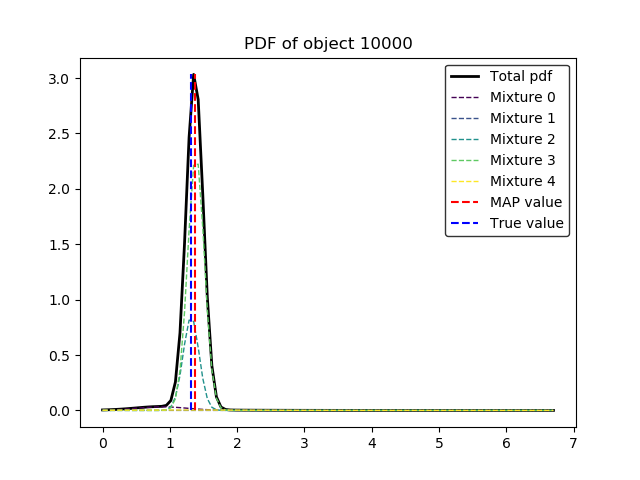 PDF of object 10000
Total pdf
Mixture 0
Mixture 1
Mixture 2
Mixture 3
Mixture 4
MAP value
True value
3.0
2.5
2.0
1.5
1.0
0.5
0.0
0 1 2 3 4 5 6 7